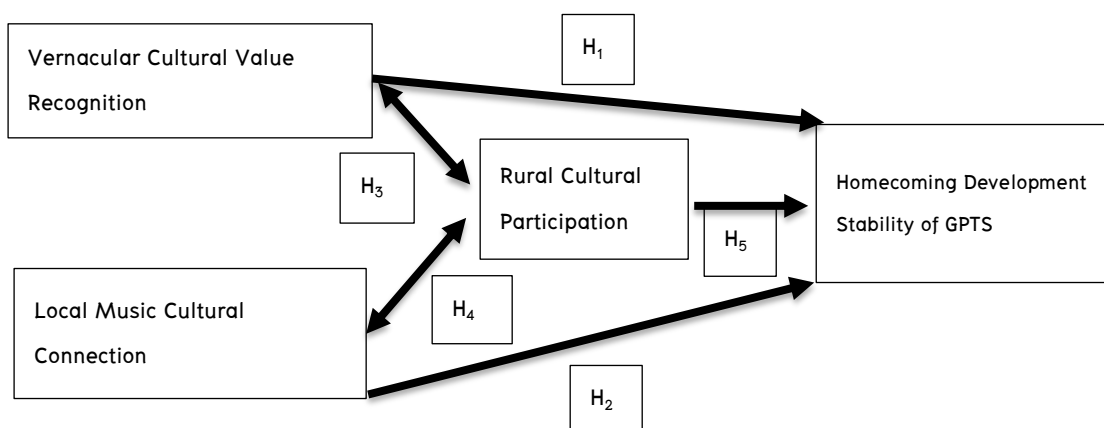 Vernacular Cultural Value
Recognition
H₁
H₃
Rural Cultural
Participation
Homecoming Development
Stability of GPTS
H₅
Local Music Cultural
Connection
H₄
H₂